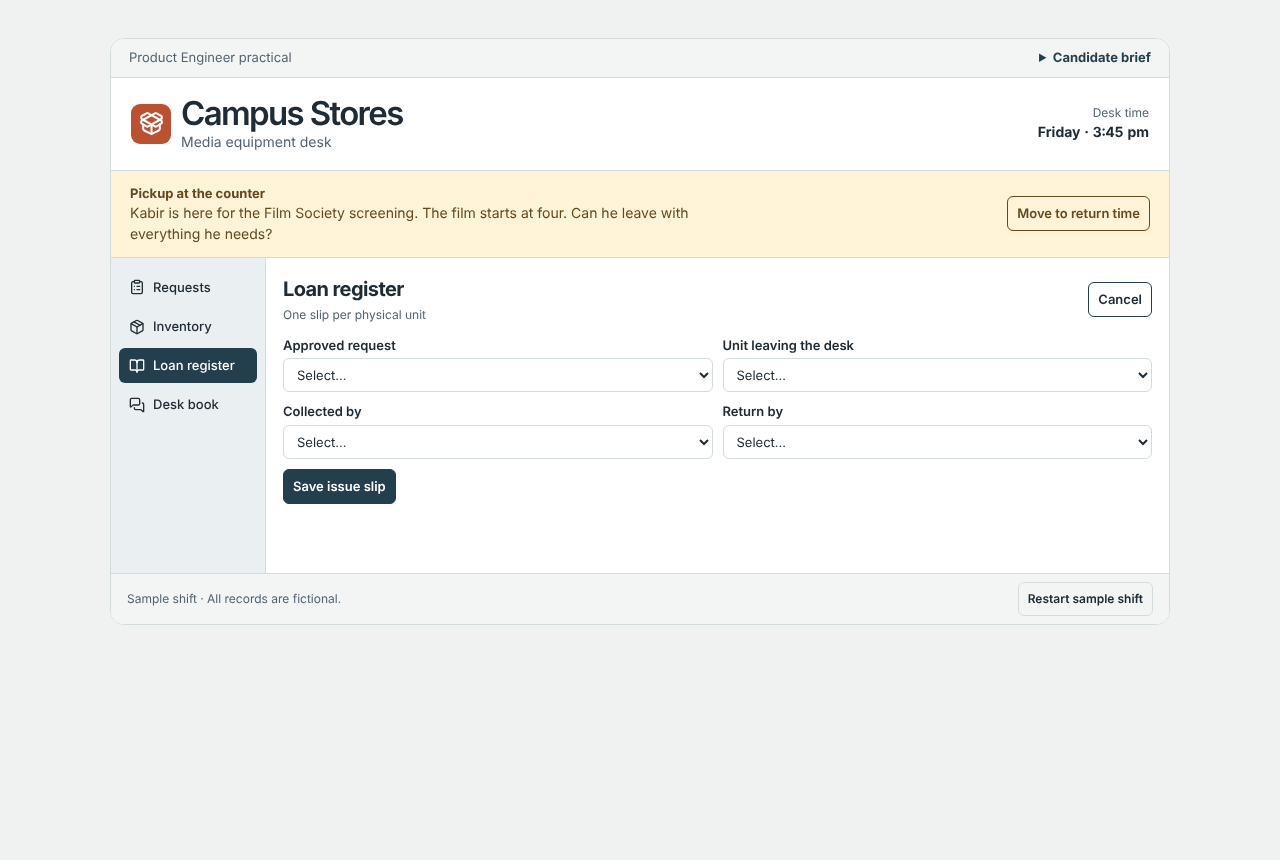 Product Engineer practical
Candidate brief
Campus Stores
Media equipment desk
Desk time
Friday · 3:45 pm
Pickup at the counter
Kabir is here for the Film Society screening. The film starts at four. Can he leave with
everything he needs?
Move to return time
Requests
Inventory
Loan register
Desk book
Loan register
One slip per physical unit
Cancel
Approved request
Unit leaving the desk
Select...
Select...
Collected by
Return by
Select...
Select...
Save issue slip
Sample shift · All records are fictional.
Restart sample shift